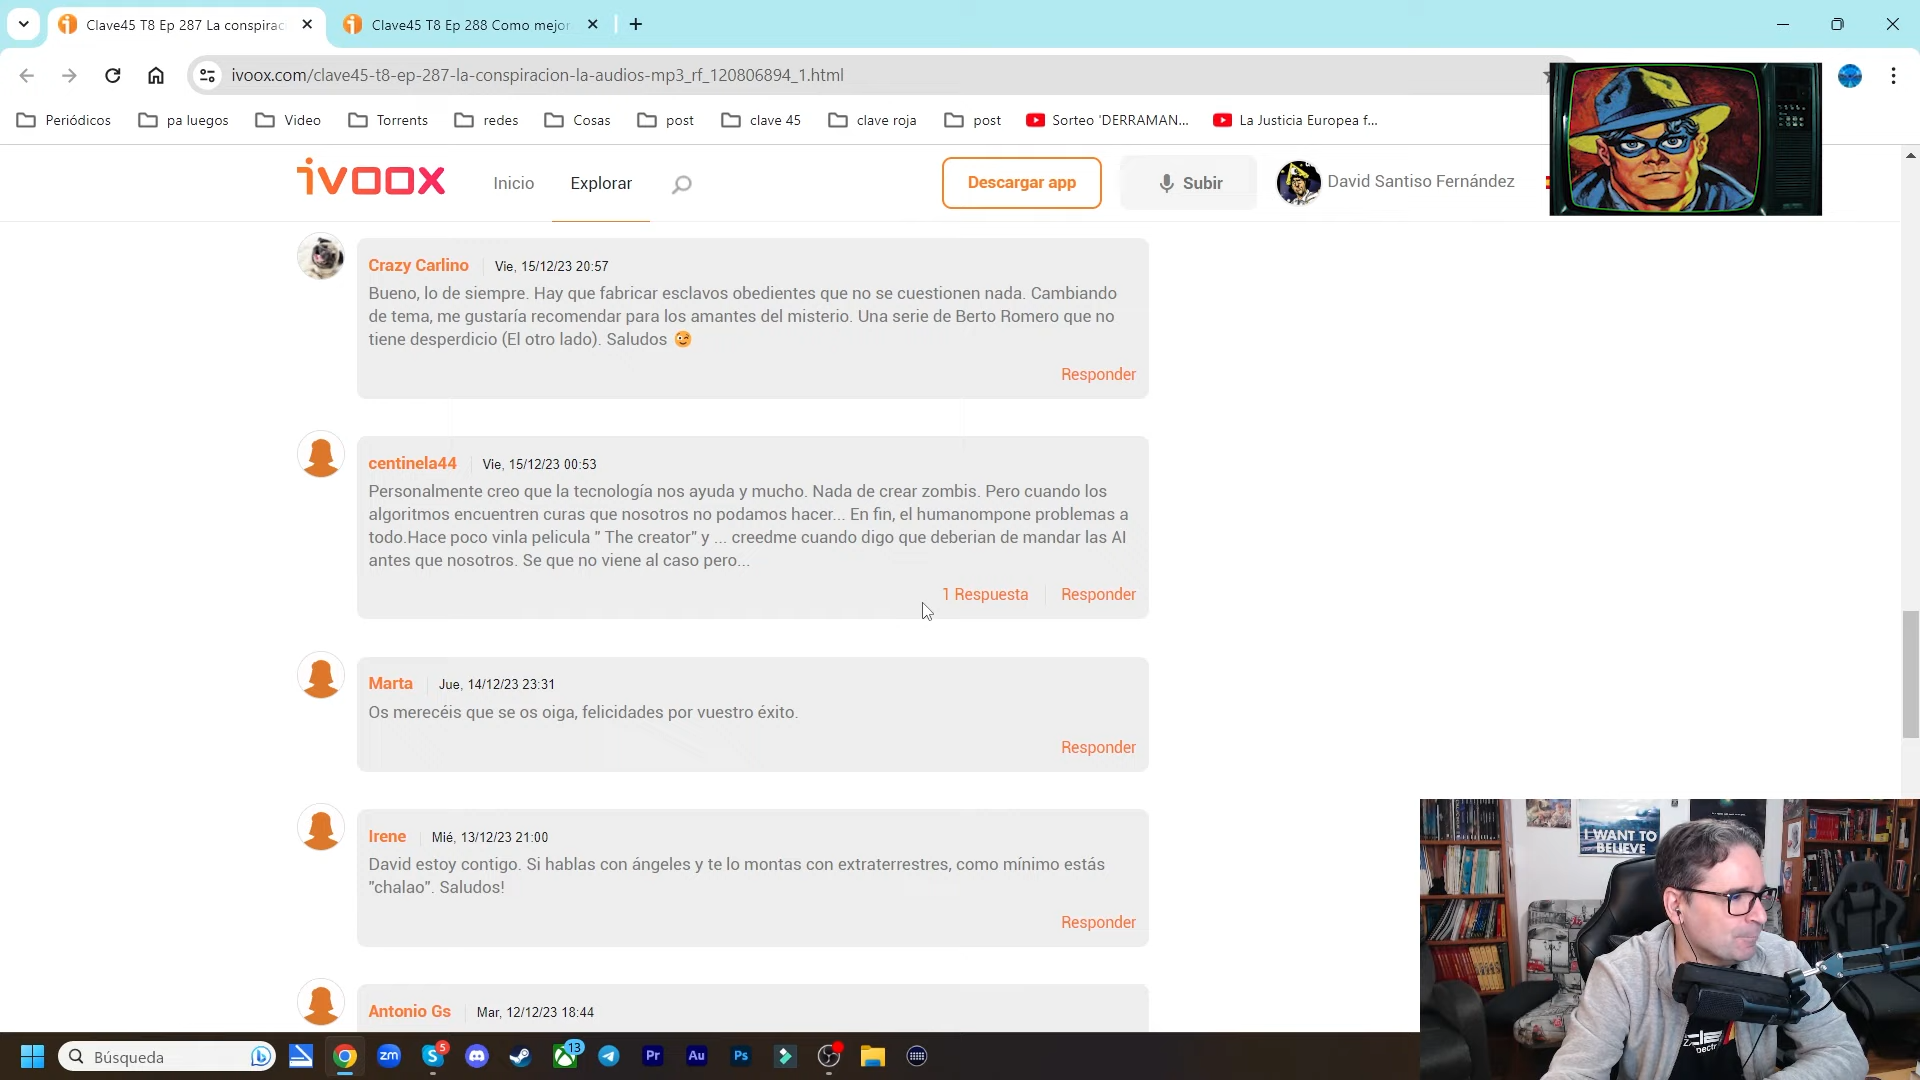 Clave45 T8 Ep 287 La conspirac
Clave45 T8 Ep 288 Como mejor
ivoox.com/clave45-t8-ep-287-la-conspiracion-la-audios-mp3_rf_120806894_1.html
Periódicos
pa luegos
Video
Torrents
redes
Cosas
post
clave 45
clave roja
post
Sorteo 'DERRAMAN...
La Justicia Europea f...
ivoox
Inicio
Explorar
Descargar app
Subir
David Santiso Fernández
Crazy Carlino
Vie, 15/12/23 20:57
Bueno, lo de siempre. Hay que fabricar esclavos obedientes que no se cuestionen nada. Cambiando
de tema, me gustaría recomendar para los amantes del misterio. Una serie de Berto Romero que no
tiene desperdicio (El otro lado). Saludos 😉
Responder
centinela44
Vie, 15/12/23 00:53
Personalmente creo que la tecnología nos ayuda y mucho. Nada de crear zombis. Pero cuando los
algoritmos encuentren curas que nosotros no podamos hacer... En fin, el humanompone problemas a
todo.Hace poco vinla pelicula " The creator" y ... creedme cuando digo que deberian de mandar las AI
antes que nosotros. Se que no viene al caso pero...
1 Respuesta
Responder
Marta
Jue, 14/12/23 23:31
Os merecéis que se os oiga, felicidades por vuestro éxito.
Responder
Irene
Mié, 13/12/23 21:00
David estoy contigo. Si hablas con ángeles y te lo montas con extraterrestres, como mínimo estás
"chalao". Saludos!
Responder
Antonio Gs
Mar, 12/12/23 18:44
I WANT TO
BELIEVE
Búsqueda
zm
5
13
Pr
Au
Ps